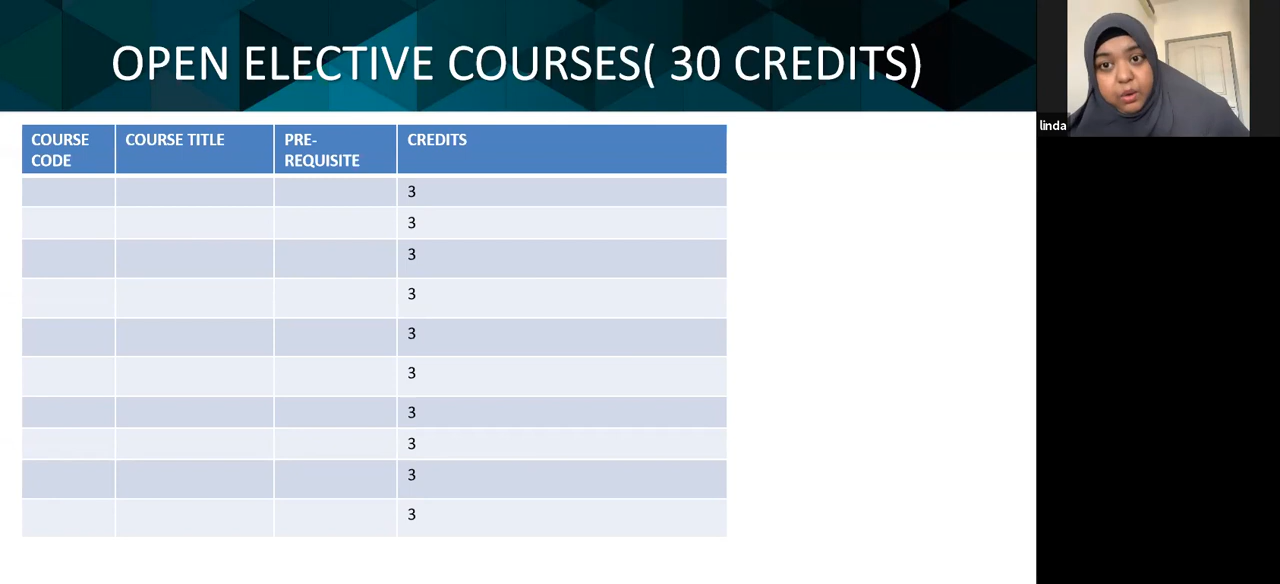 OPEN ELECTIVE COURSES( 30 CREDITS)
linda
COURSE CODE
COURSE TITLE
PRE-
REQUISITE
CREDITS
3
3
3
3
3
3
3
3
3
3